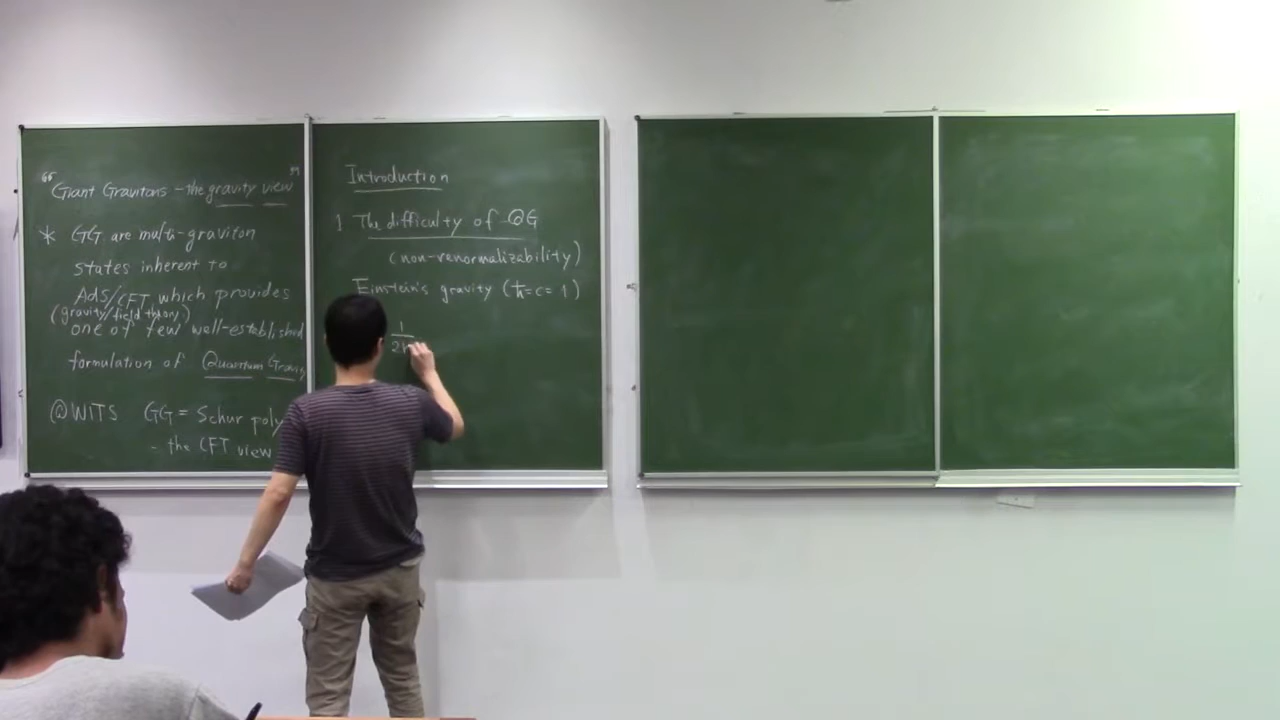 “Giant Gravitons – the gravity view”
* GG are multi-graviton
states inherent to
AdS/CFT which provides
(gravity/field theory)
one of few well-established
formulation of Quantum
@WITS GG = Schur poly
- the CFT view
Introduction
1 The difficulty of QG
(non-renormalizability)
Einstein's gravity (ħ=c=1)
1
2